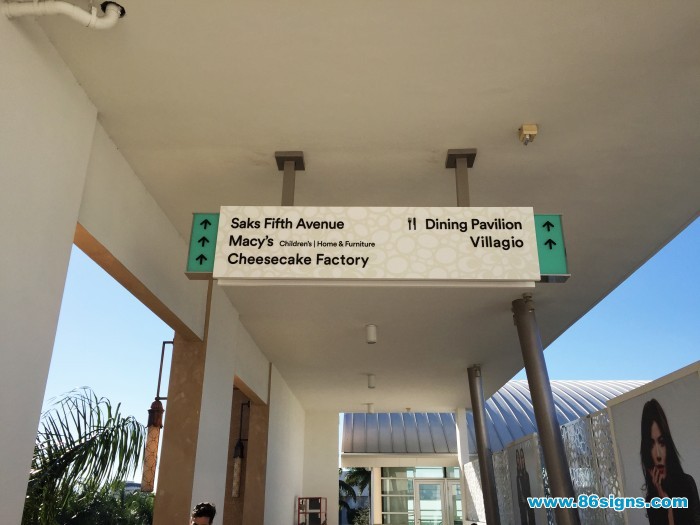 Saks Fifth Avenue
Macy's Children's | Home & Furniture
Cheesecake Factory
Dining Pavilion
Villagio
www.86signs.com